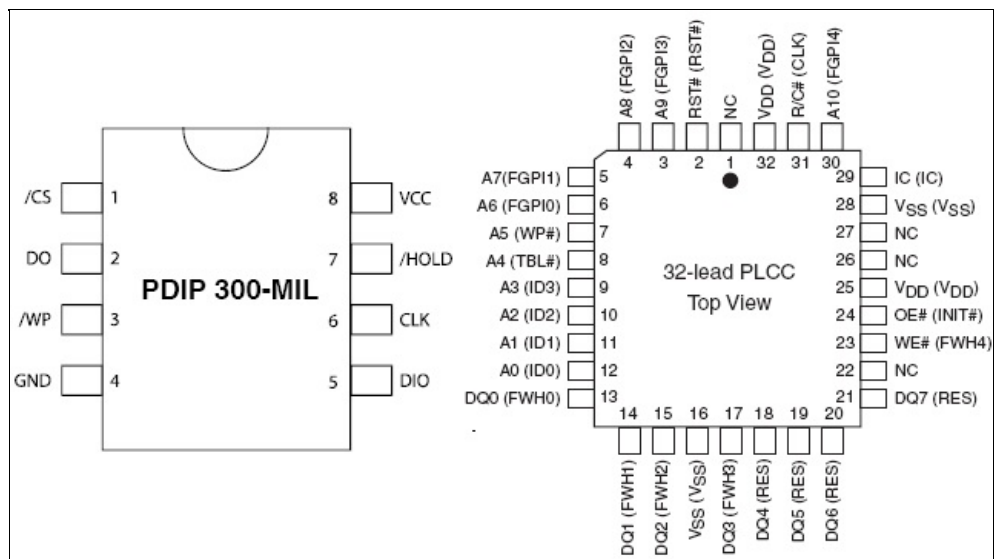 /CS
1
DO
2
/WP
3
GND
4
PDIP 300-MIL
8
VCC
7
/HOLD
6
CLK
5
DIO
A8 (FGPI2)
A9 (FGPI3)
RST# (RST#)
NC
VDD (VDD)
R/C# (CLK)
A10 (FGPI4)
4 3 2 1 32 31 30
A7(FGPI1) 5
A6 (FGPI0) 6
A5 (WP#) 7
A4 (TBL#) 8
A3 (ID3) 9
A2 (ID2) 10
A1 (ID1) 11
A0 (ID0) 12
DQ0 (FWH0) 13
32-lead PLCC
Top View
29 IC (IC)
28 VSS (VSS)
27 NC
26 NC
25 VDD (VDD)
24 OE# (INIT#)
23 WE# (FWH4)
22 NC
21 DQ7 (RES)
14 15 16 17 18 19 20
DQ1 (FWH1)
DQ2 (FWH2)
VSS (VSS)
DQ3 (FWH3)
DQ4 (RES)
DQ5 (RES)
DQ6 (RES)